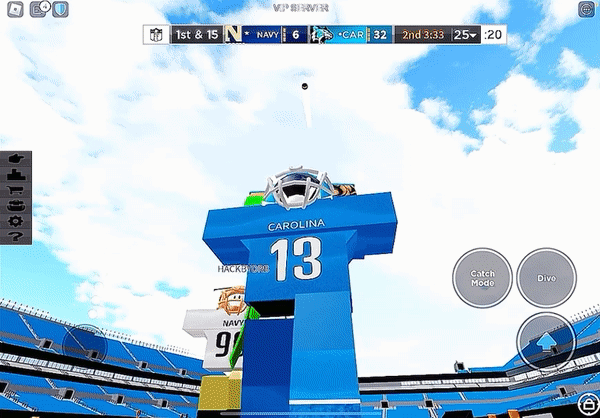 VIP SERVER
1st & 15 N NAVY 6 CAR 32 2nd 3:33 25 :20
CAROLINA
13
NAVY
Catch
Mode
Dive